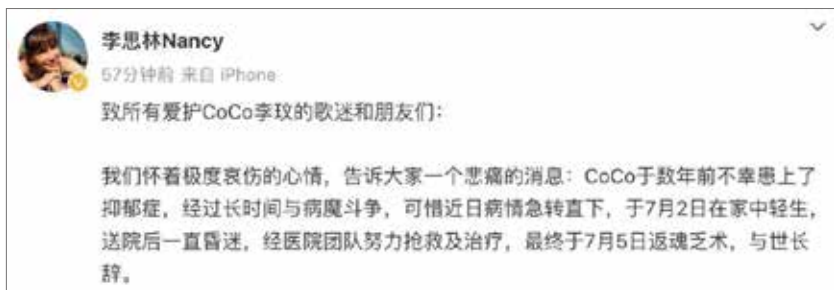 李思林Nancy
57分钟前 来自 iPhone
致所有爱护CoCo李玟的歌迷和朋友们：
我们怀着极度哀伤的心情，告诉大家一个悲痛的消息：CoCo于数年前不幸患上了
抑郁症，经过长时间与病魔斗争，可惜近日病情急转直下，于7月2日在家中轻生，
送院后一直昏迷，经医院团队努力抢救及治疗，最终于7月5日返魂乏术，与世长
辞。